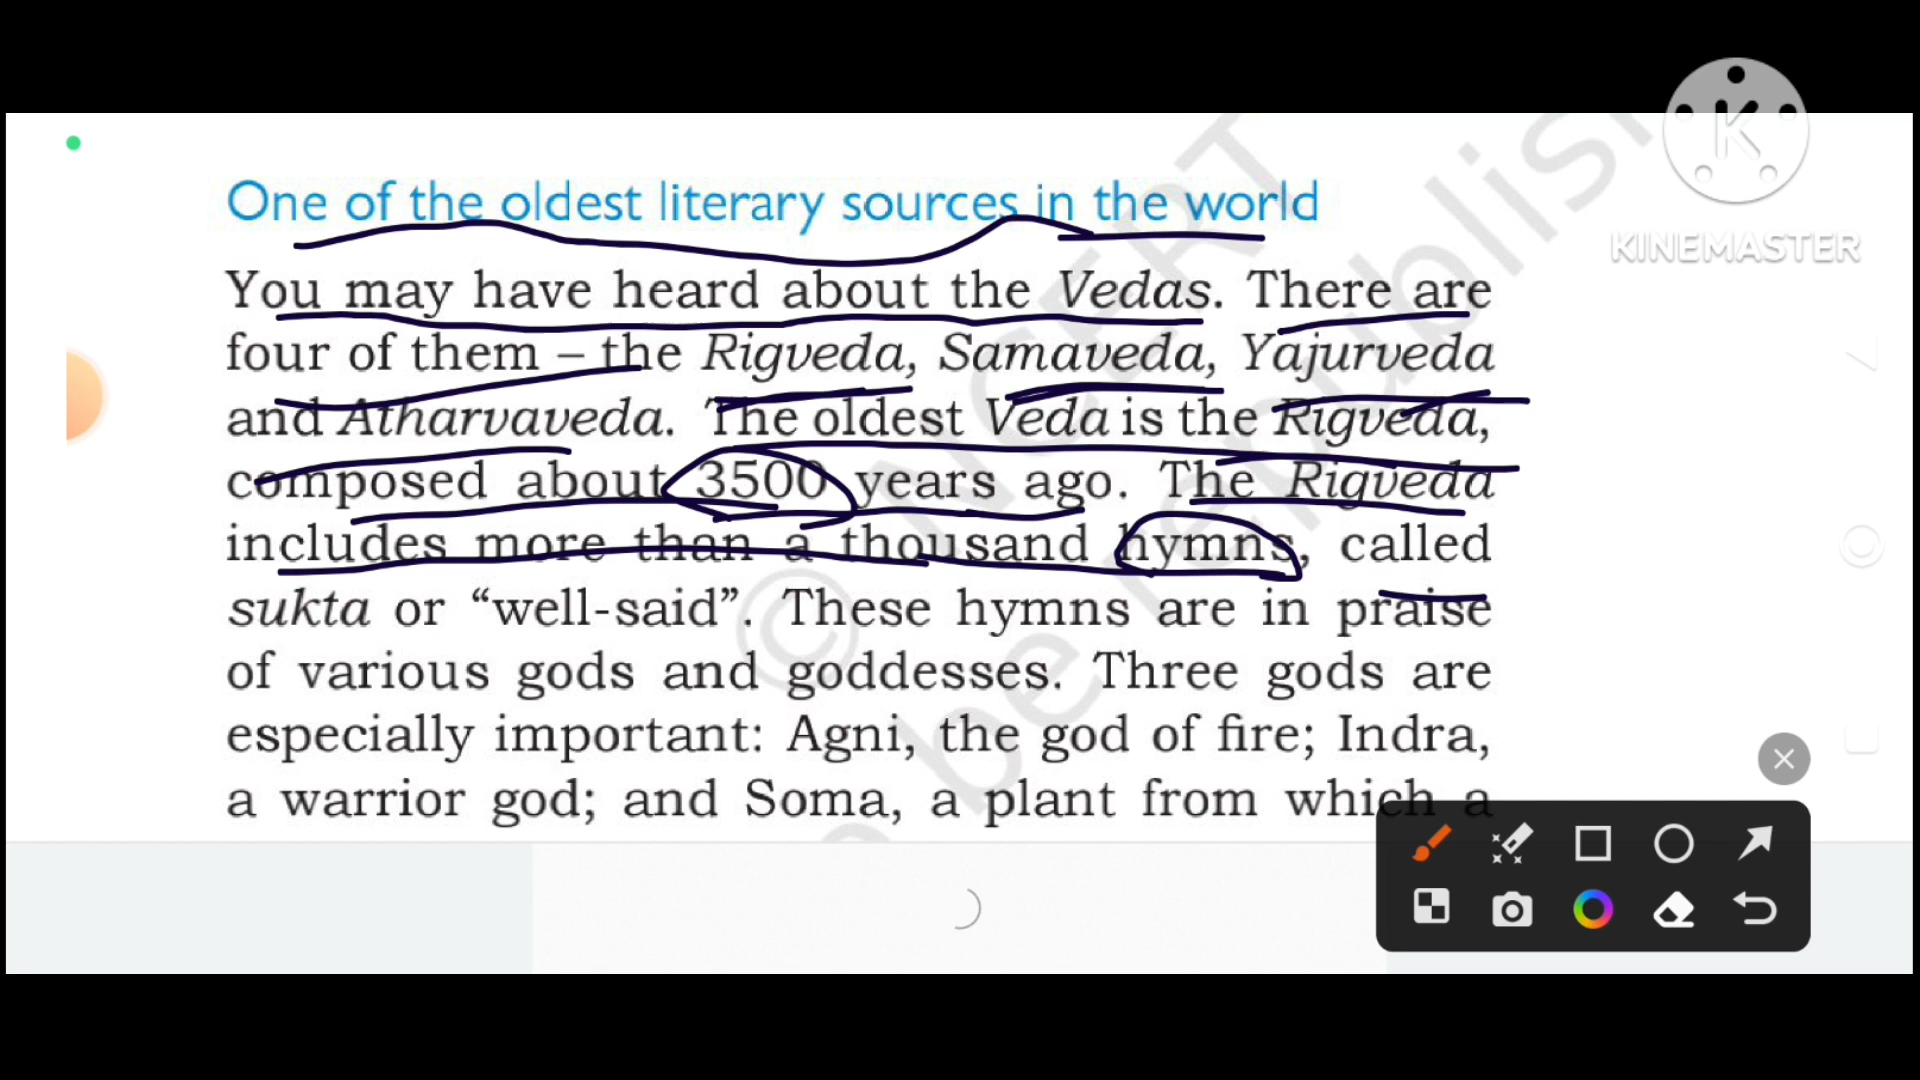 KINEMASTER
One of the oldest literary sources in the world
You may have heard about the Vedas. There are
four of them – the Rigveda, Samaveda, Yajurveda
and Atharvaveda. The oldest Veda is the Rigveda,
composed about 3500 years ago. The Rigveda
includes more than a thousand hymns, called
sukta or “well-said”. These hymns are in praise
of various gods and goddesses. Three gods are
especially important: Agni, the god of fire; Indra,
a warrior god; and Soma, a plant from which a
© NCERT
be republis